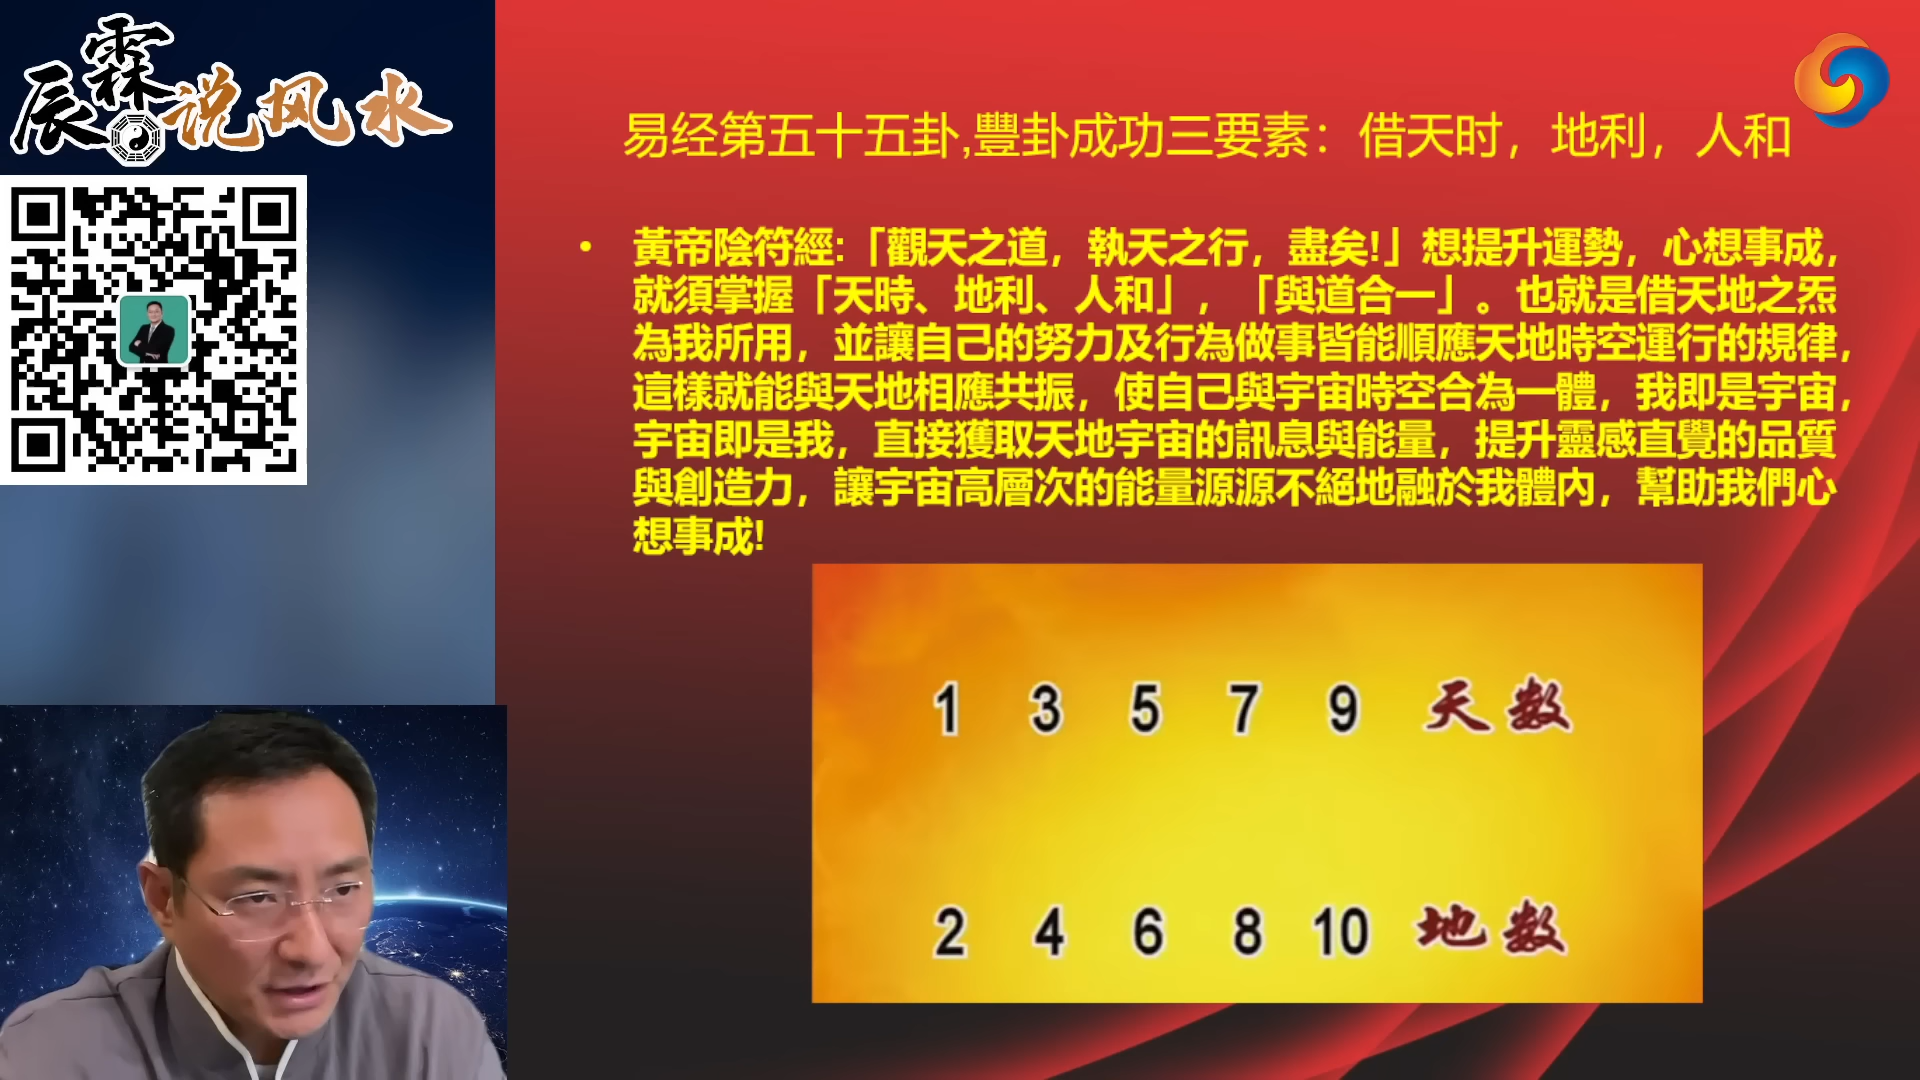 辰霖说风水
易经第五十五卦,豐卦成功三要素：借天时，地利，人和
• 黃帝陰符經:「觀天之道，執天之行，盡矣!」想提升運勢，心想事成，
就須掌握「天時、地利、人和」，「與道合一」。也就是借天地之炁
為我所用，並讓自己的努力及行為做事皆能順應天地時空運行的規律，
這樣就能與天地相應共振，使自己與宇宙時空合為一體，我即是宇宙，
宇宙即是我，直接獲取天地宇宙的訊息與能量，提升靈感直覺的品質
與創造力，讓宇宙高層次的能量源源不絕地融於我體內，幫助我們心
想事成!
1 3 5 7 9 天数
2 4 6 8 10 地数